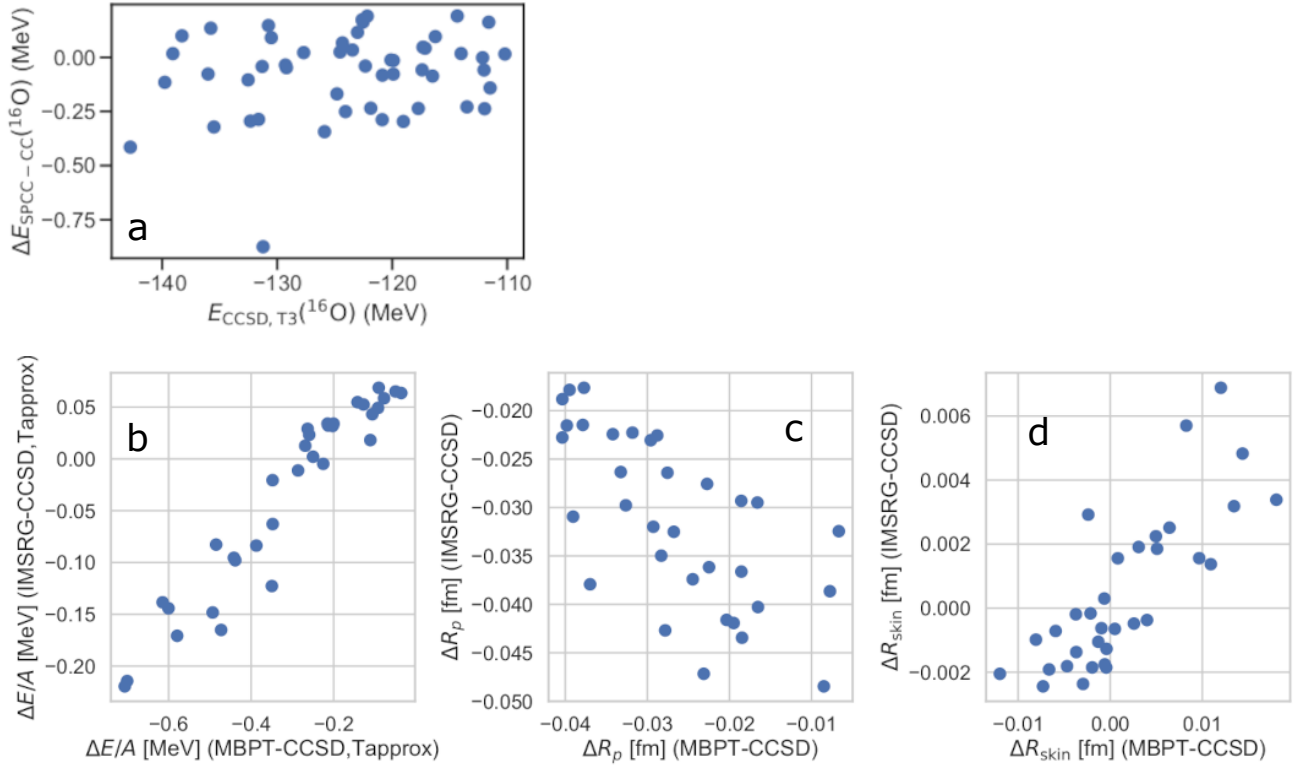 ΔE_SPCC−CC(¹⁶O) (MeV)
0.00
−0.25
−0.50
−0.75
a
−140 −130 −120 −110
E_CCSD, T3(¹⁶O) (MeV)
ΔE/A [MeV] (IMSRG-CCSD,Tapprox)
0.05
0.00
−0.05
−0.10
−0.15
−0.20
b
−0.6 −0.4 −0.2
ΔE/A [MeV] (MBPT-CCSD,Tapprox)
ΔR_p [fm] (IMSRG-CCSD)
−0.020
−0.025
−0.030
−0.035
−0.040
−0.045
−0.050
c
−0.04 −0.03 −0.02 −0.01
ΔR_p [fm] (MBPT-CCSD)
ΔR_skin [fm] (IMSRG-CCSD)
0.006
0.004
0.002
0.000
−0.002
d
−0.01 0.00 0.01
ΔR_skin [fm] (MBPT-CCSD)